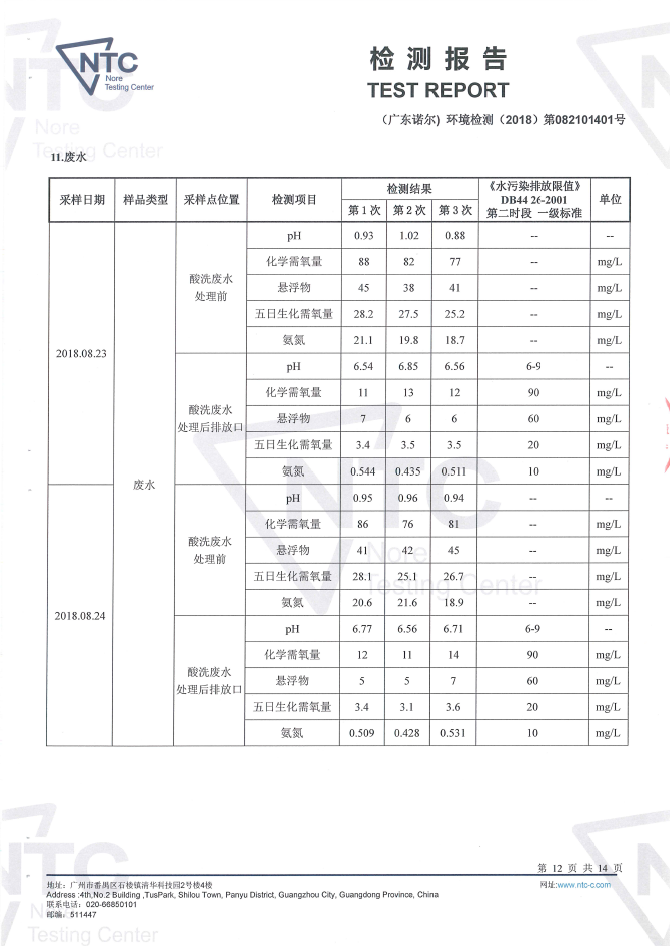 NTC
Nore
Testing Center
检测报告
TEST REPORT
（广东诺尔）环境检测（2018）第082101401号
11.废水
采样日期 样品类型 采样点位置 检测项目 检测结果 《水污染排放限值》 DB44 26-2001 第二时段 一级标准 单位
第1次 第2次 第3次
2018.08.23 废水 酸洗废水处理前 pH 0.93 1.02 0.88 -- --
化学需氧量 88 82 77 -- mg/L
悬浮物 45 38 41 -- mg/L
五日生化需氧量 28.2 27.5 25.2 -- mg/L
氨氮 21.1 19.8 18.7 -- mg/L
酸洗废水处理后排放口 pH 6.54 6.85 6.56 6-9 --
化学需氧量 11 13 12 90 mg/L
悬浮物 7 6 6 60 mg/L
五日生化需氧量 3.4 3.5 3.5 20 mg/L
氨氮 0.544 0.435 0.511 10 mg/L
2018.08.24 酸洗废水处理前 pH 0.95 0.96 0.94 -- --
化学需氧量 86 76 81 -- mg/L
悬浮物 41 42 45 -- mg/L
五日生化需氧量 28.1 25.1 26.7 -- mg/L
氨氮 20.6 21.6 18.9 -- mg/L
酸洗废水处理后排放口 pH 6.77 6.56 6.71 6-9 --
化学需氧量 12 11 14 90 mg/L
悬浮物 5 5 7 60 mg/L
五日生化需氧量 3.4 3.1 3.6 20 mg/L
氨氮 0.509 0.428 0.531 10 mg/L
第 12 页 共 14 页
地址：广州市番禺区石楼镇清华科技园2号楼4楼
网址:www.ntc-c.com
Address :4th,No.2 Building ,TusPark, Shilou Town, Panyu District, Guangzhou City, Guangdong Province, China
联系电话：020-66850101
邮编：511447